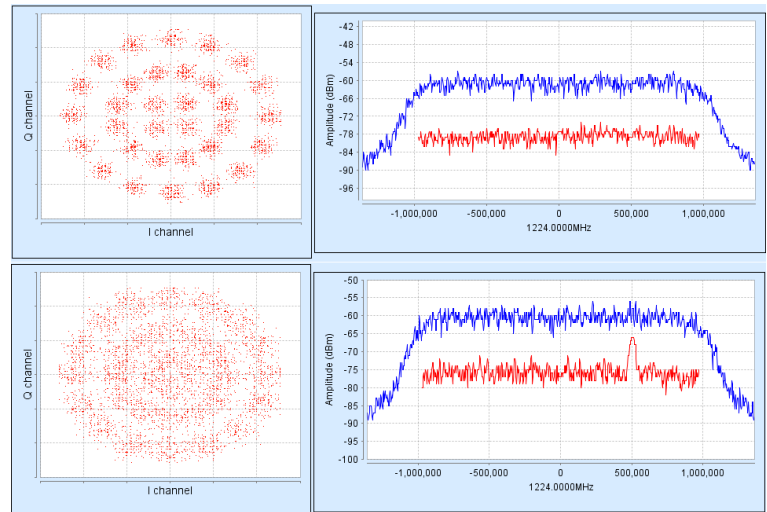 Q channel
I channel
Amplitude (dBm)
-42
-48
-54
-60
-66
-72
-78
-84
-90
-96
-1,000,000 -500,000 0 500,000 1,000,000
1224.0000MHz
Q channel
I channel
Amplitude (dBm)
-50
-55
-60
-65
-70
-75
-80
-85
-90
-95
-100
-1,000,000 -500,000 0 500,000 1,000,000
1224.0000MHz